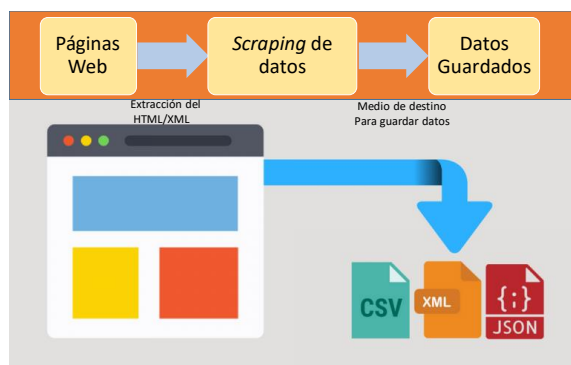 Páginas
Web
Scraping de
datos
Datos
Guardados
Extracción del
HTML/XML
Medio de destino
Para guardar datos
CSV
XML
{;}
JSON